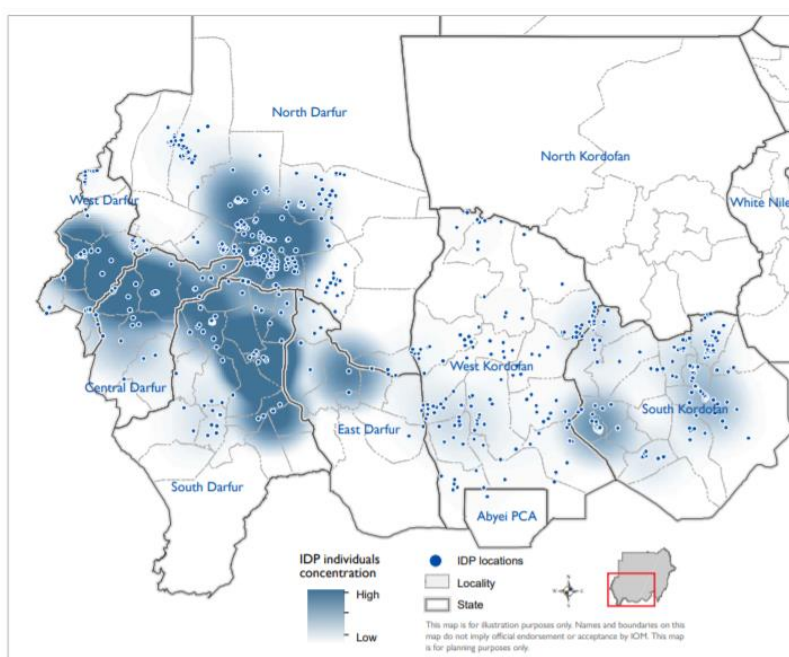 North Darfur
North Kordofan
West Darfur
White Nile
West Kordofan
Central Darfur
South Kordofan
East Darfur
South Darfur
Abyei PCA
IDP individuals
concentration
High
Low
IDP locations
Locality
State
N
This map is for illustration purposes only. Names and boundaries on this
map do not imply official endorsement or acceptance by IOM. This map
is for planning purposes only.